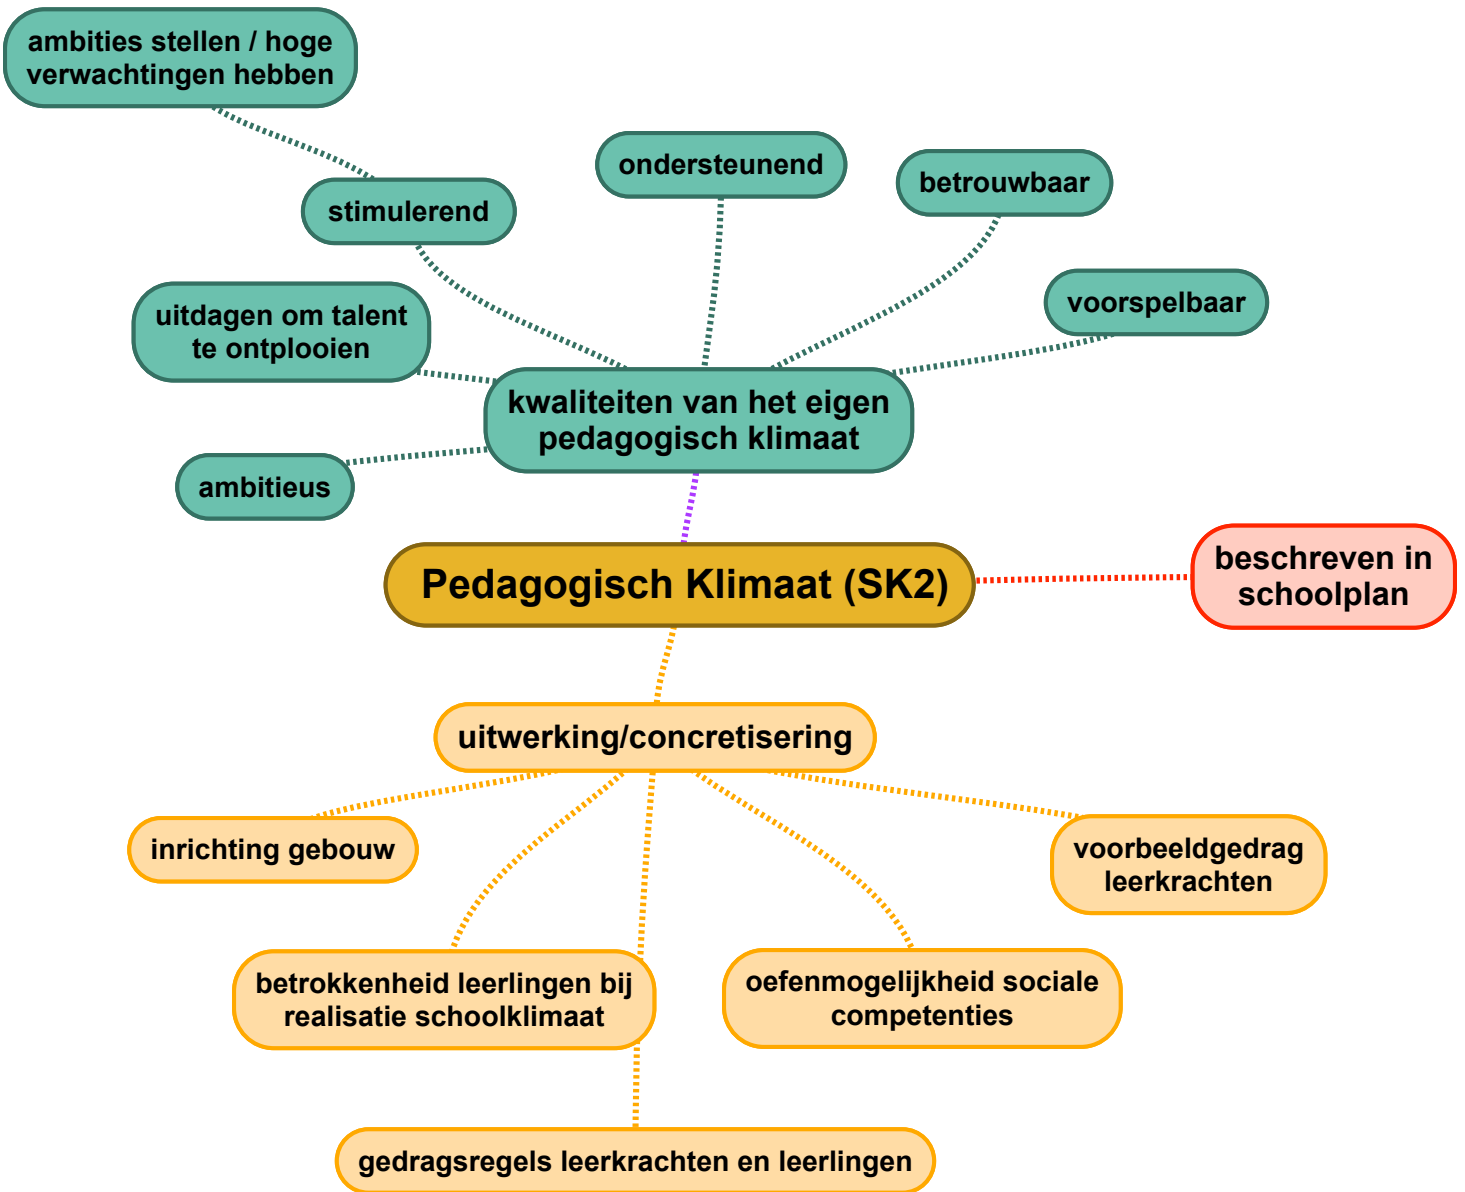 ambities stellen / hoge
verwachtingen hebben
ondersteunend
betrouwbaar
stimulerend
voorspelbaar
uitdagen om talent
te ontplooien
kwaliteiten van het eigen
pedagogisch klimaat
ambitieus
Pedagogisch Klimaat (SK2)
beschreven in
schoolplan
uitwerking/concretisering
inrichting gebouw
voorbeeldgedrag
leerkrachten
betrokkenheid leerlingen bij
realisatie schoolklimaat
oefenmogelijkheid sociale
competenties
gedragsregels leerkrachten en leerlingen